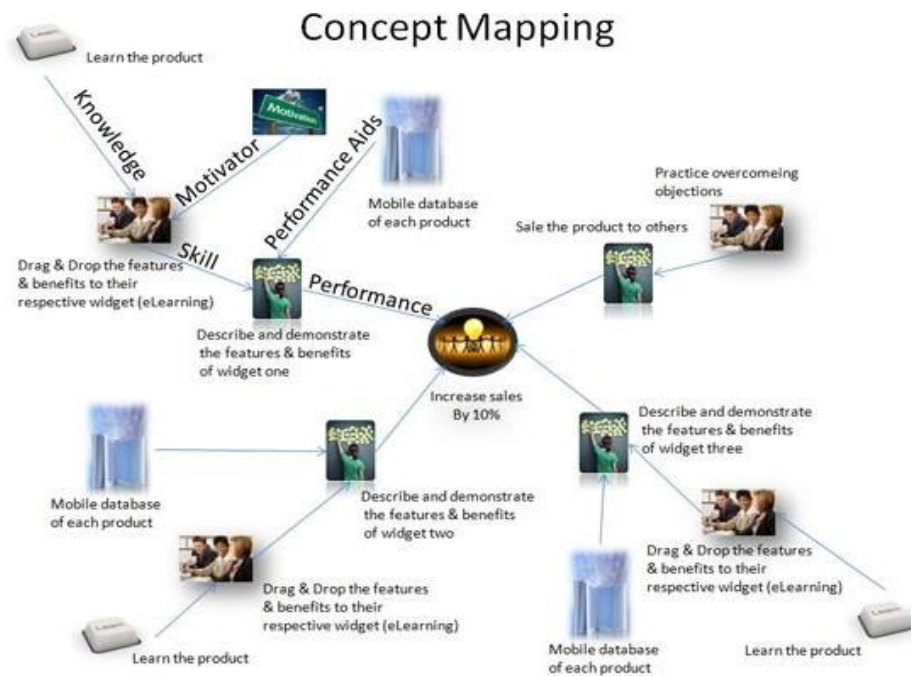 Concept Mapping
Learn
Learn the product
Knowledge
Motivation
Motivator
Performance Aids
Mobile database
of each product
Practice overcomeing
objections
Sale the product to others
Skill
Drag & Drop the features
& benefits to their
respective widget (eLearning)
Performance
Describe and demonstrate
the features & benefits
of widget one
Increase sales
By 10%
Describe and demonstrate
the features & benefits
of widget three
Mobile database
of each product
Describe and demonstrate
the features & benefits
of widget two
Drag & Drop the features
& benefits to their
respective widget (eLearning)
Drag & Drop the features
& benefits to their
respective widget (eLearning)
Learn
Learn the product
Mobile database
of each product
Learn
Learn the product